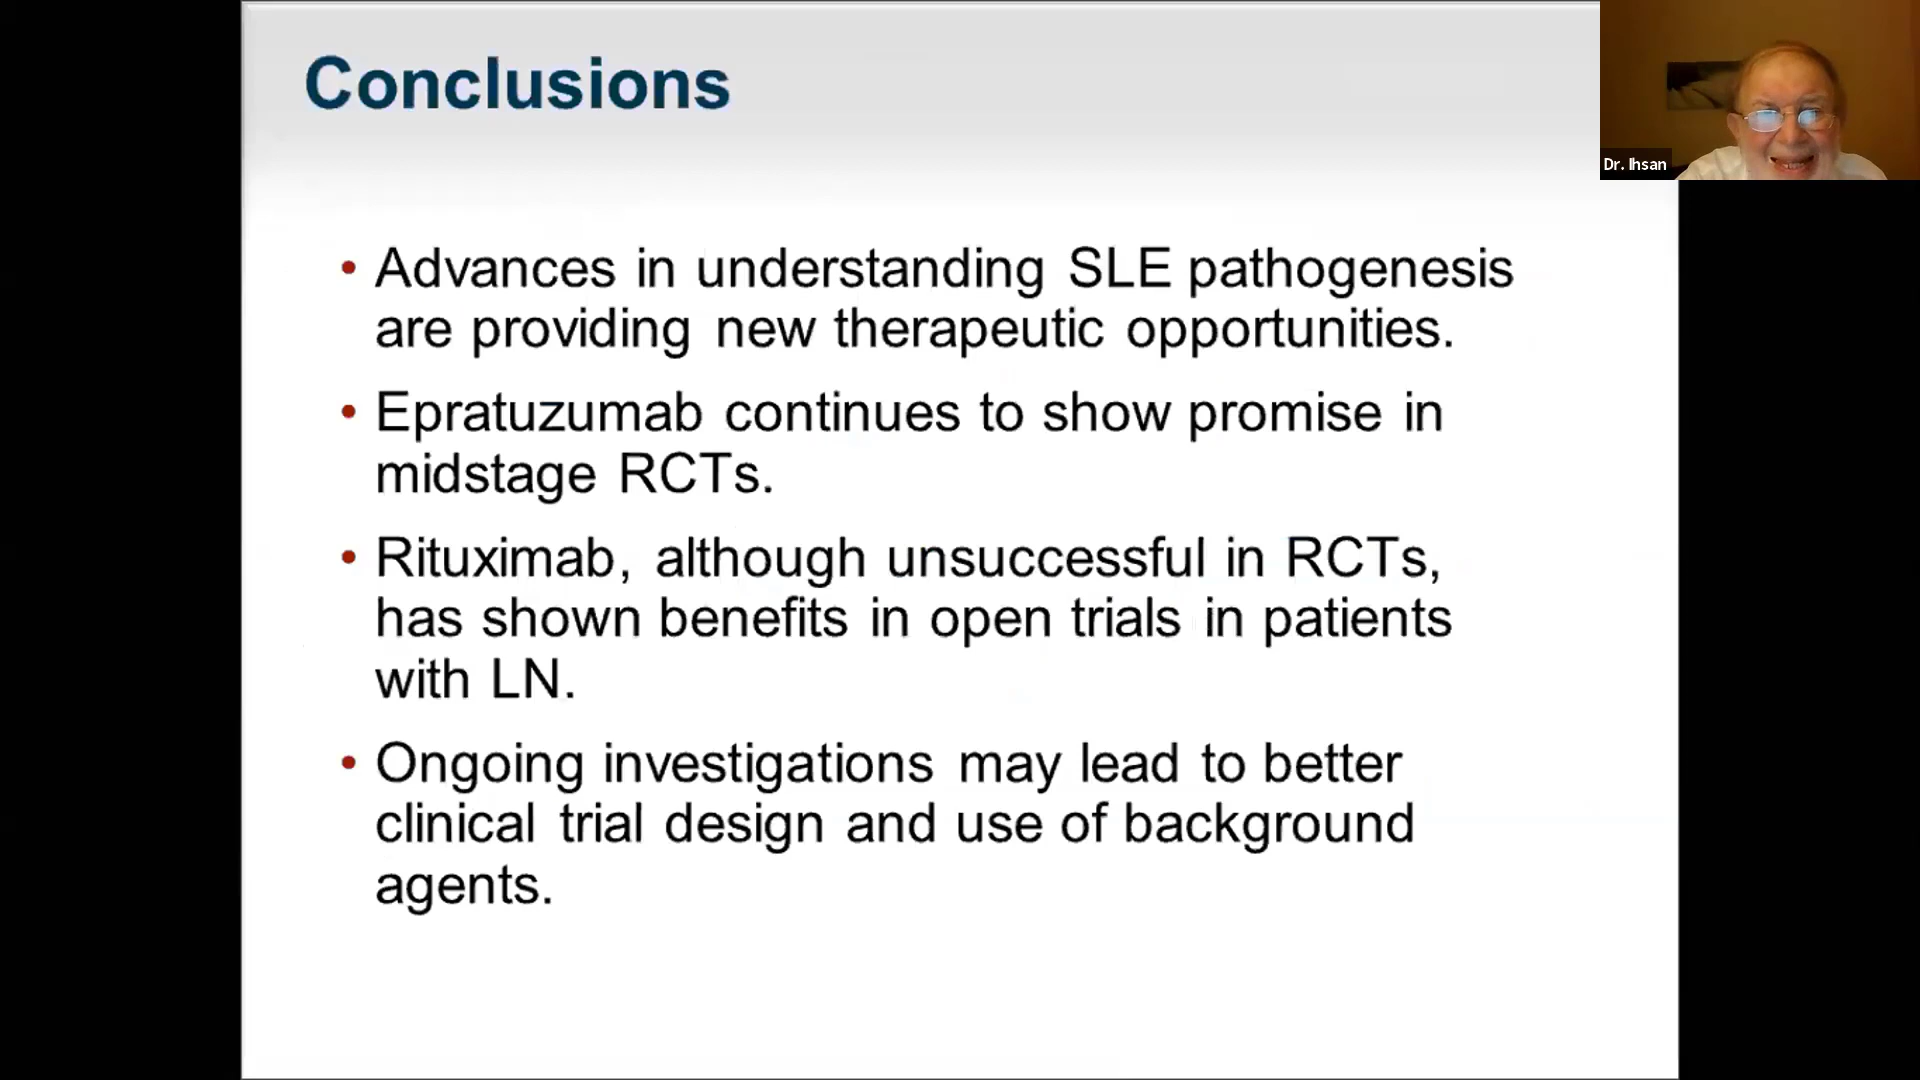 Conclusions
Dr. Ihsan
• Advances in understanding SLE pathogenesis
are providing new therapeutic opportunities.
• Epratuzumab continues to show promise in
midstage RCTs.
• Rituximab, although unsuccessful in RCTs,
has shown benefits in open trials in patients
with LN.
• Ongoing investigations may lead to better
clinical trial design and use of background
agents.